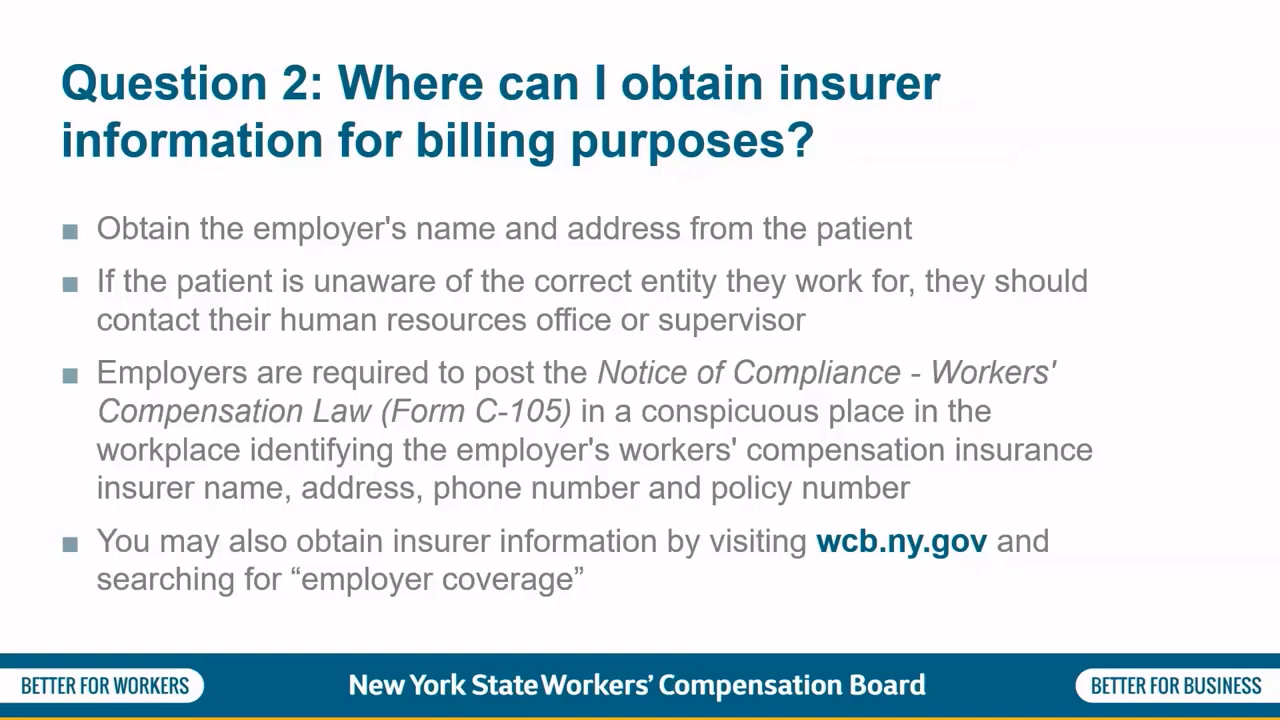 Question 2: Where can I obtain insurer
information for billing purposes?
■ Obtain the employer's name and address from the patient
■ If the patient is unaware of the correct entity they work for, they should
contact their human resources office or supervisor
■ Employers are required to post the Notice of Compliance - Workers'
Compensation Law (Form C-105) in a conspicuous place in the
workplace identifying the employer's workers' compensation insurance
insurer name, address, phone number and policy number
■ You may also obtain insurer information by visiting wcb.ny.gov and
searching for “employer coverage”
BETTER FOR WORKERS New York State Workers’ Compensation Board BETTER FOR BUSINESS